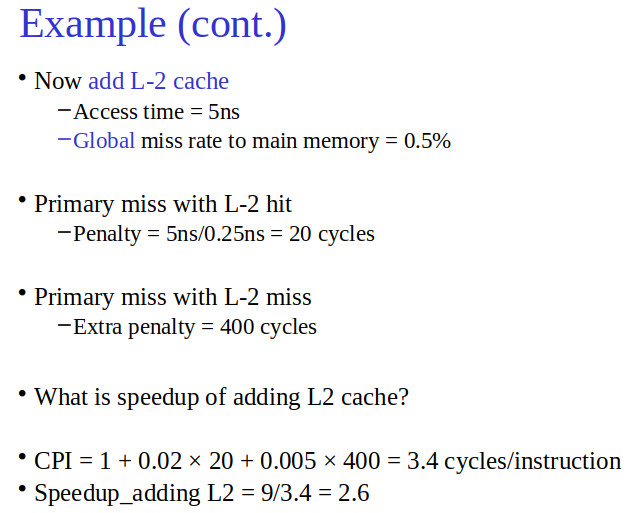 Example (cont.)
• Now add L-2 cache
–Access time = 5ns
–Global miss rate to main memory = 0.5%
• Primary miss with L-2 hit
–Penalty = 5ns/0.25ns = 20 cycles
• Primary miss with L-2 miss
–Extra penalty = 400 cycles
• What is speedup of adding L2 cache?
• CPI = 1 + 0.02 × 20 + 0.005 × 400 = 3.4 cycles/instruction
• Speedup_adding L2 = 9/3.4 = 2.6